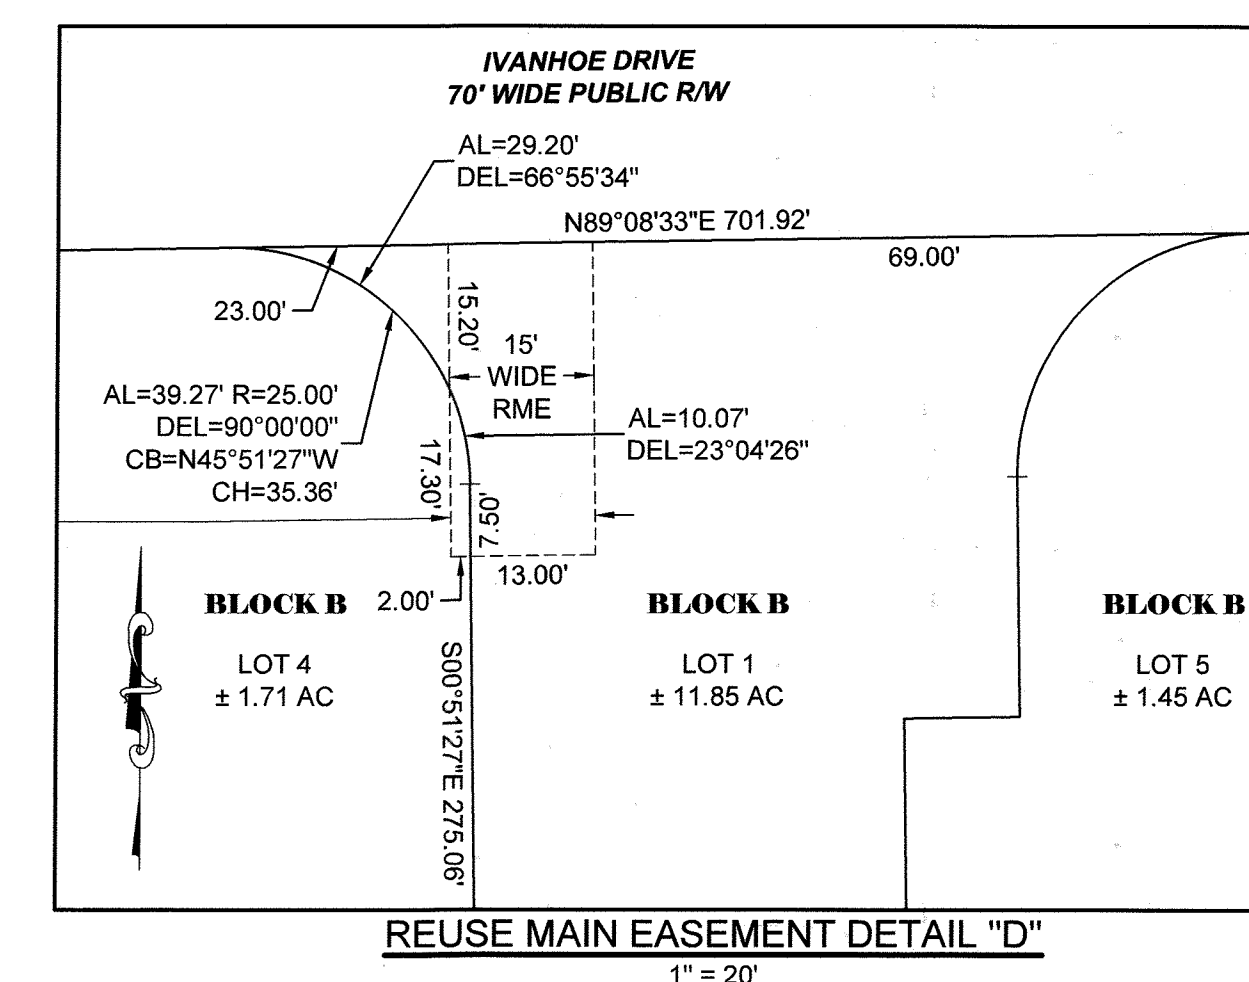 IVANHOE DRIVE
70' WIDE PUBLIC R/W
AL=29.20'
DEL=66°55'34"
N89°08'33"E 701.92'
69.00'
23.00'
15.20'
15'
WIDE
RME
AL=39.27' R=25.00'
DEL=90°00'00"
CB=N45°51'27"W
CH=35.36'
AL=10.07'
DEL=23°04'26"
17.30'
7.50'
13.00'
2.00'
BLOCK B
LOT 4
± 1.71 AC
S00°51'27"E 275.06'
BLOCK B
LOT 1
± 11.85 AC
BLOCK B
LOT 5
± 1.45 AC
REUSE MAIN EASEMENT DETAIL "D"
1" = 20'